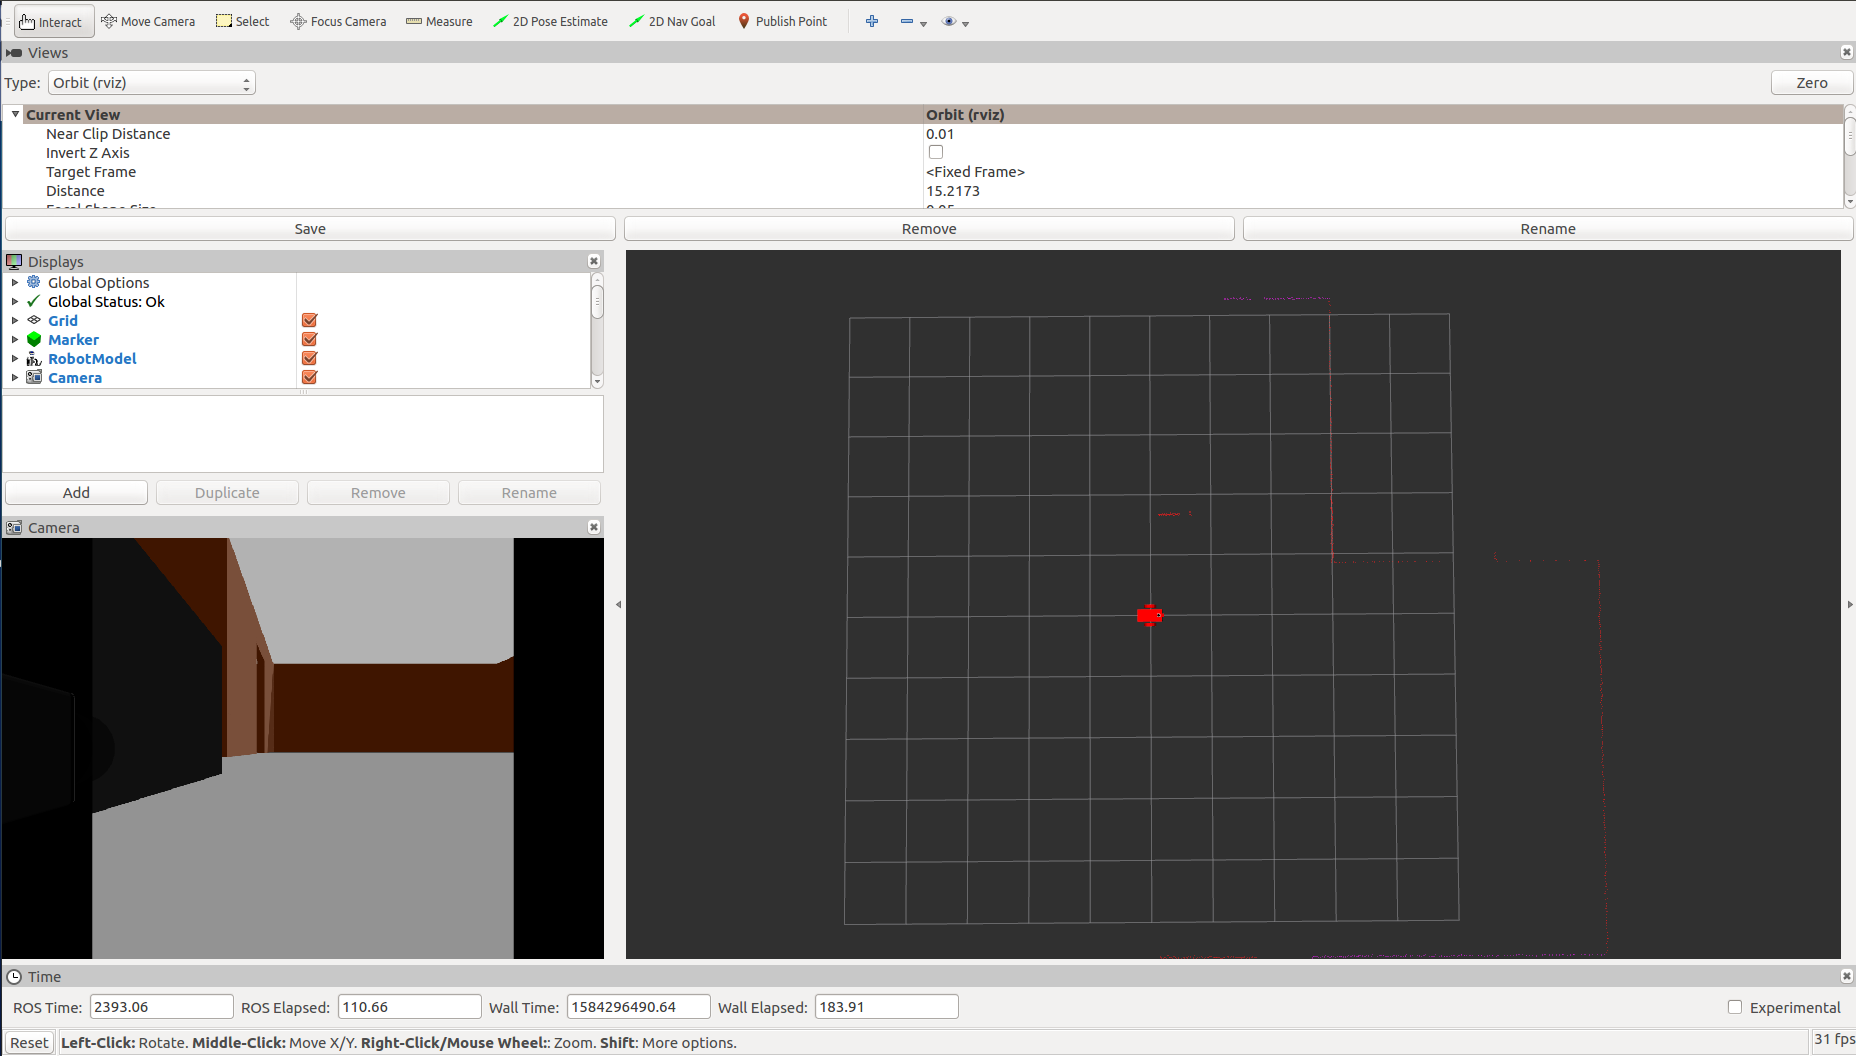 Interact Move Camera Select Focus Camera Measure 2D Pose Estimate 2D Nav Goal Publish Point
Views
Type: Orbit (rviz) Zero
Current View Orbit (rviz)
Near Clip Distance 0.01
Invert Z Axis
Target Frame <Fixed Frame>
Distance 15.2173
Save Remove Rename
Displays
Global Options
Global Status: Ok
Grid
Marker
RobotModel
Camera
Add Duplicate Remove Rename
Camera
Time
ROS Time: 2393.06 ROS Elapsed: 110.66 Wall Time: 1584296490.64 Wall Elapsed: 183.91 Experimental
Reset Left-Click: Rotate. Middle-Click: Move X/Y. Right-Click/Mouse Wheel:: Zoom. Shift: More options. 31 fps